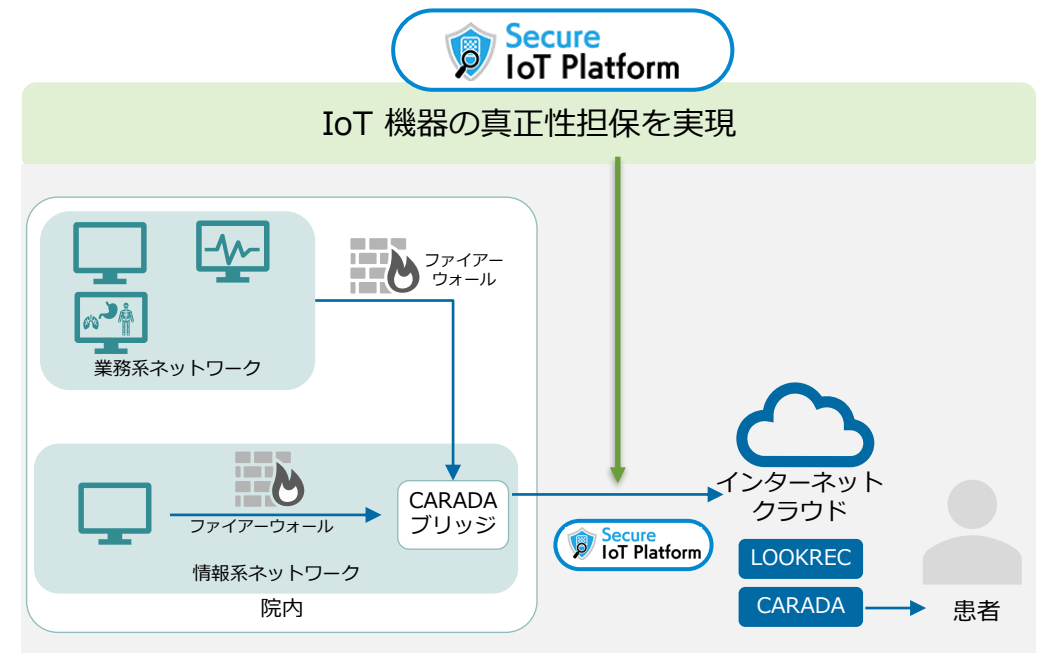 Secure
IoT Platform
IoT 機器の真正性担保を実現
ファイアー
ウォール
業務系ネットワーク
ファイアーウォール
CARADA
ブリッジ
情報系ネットワーク
院内
Secure
IoT Platform
インターネット
クラウド
LOOKREC
CARADA
患者